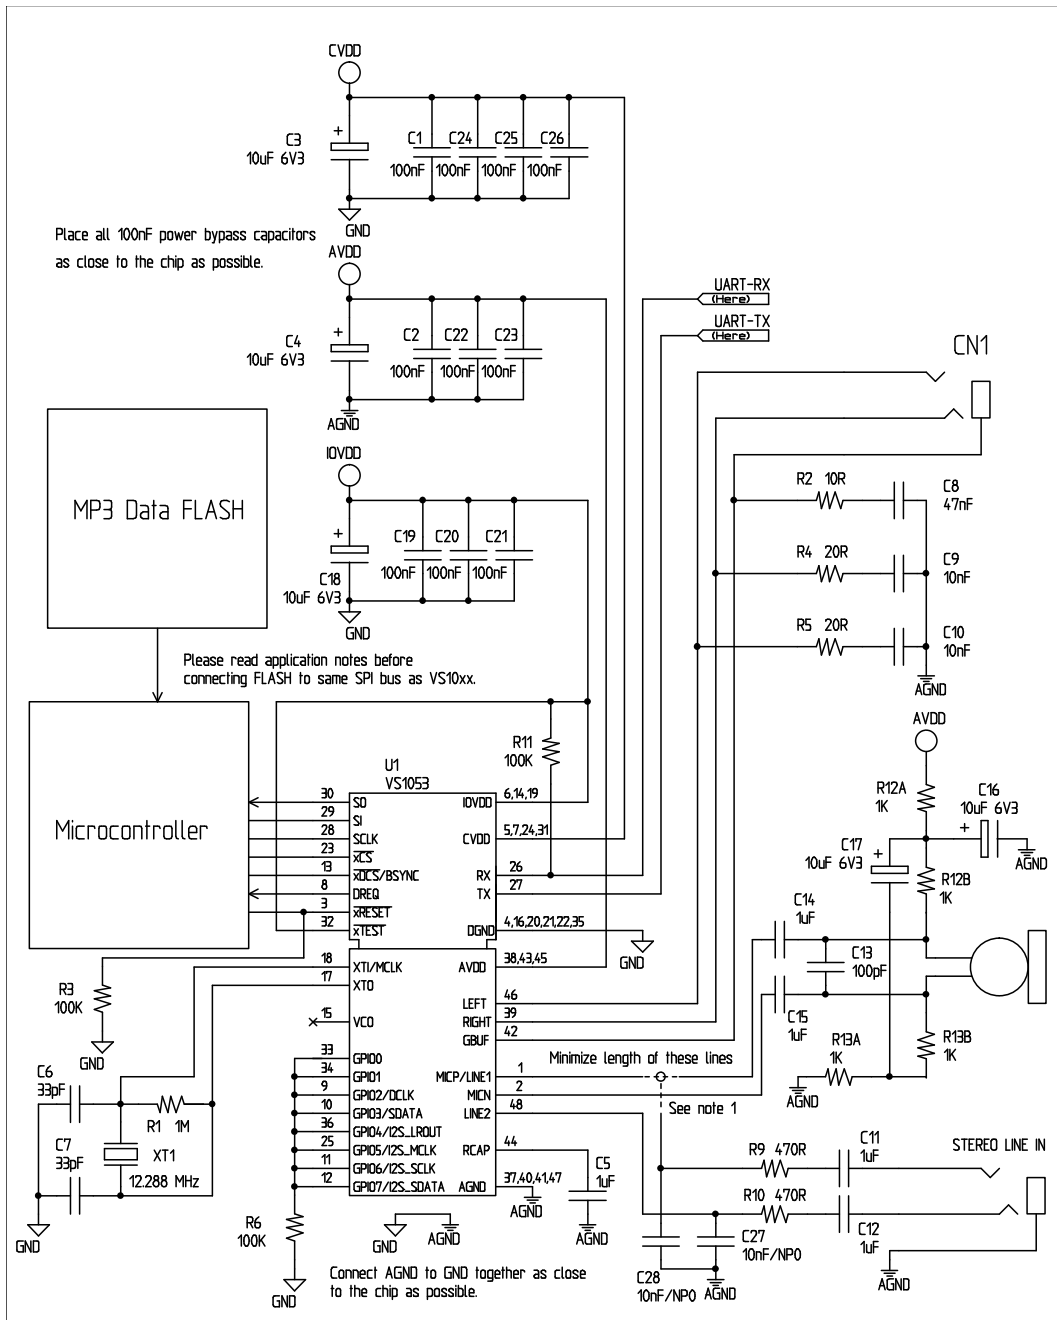 CVDD
C3
10uF 6V3
+
C1 C24 C25 C26
100nF 100nF 100nF 100nF
GND
Place all 100nF power bypass capacitors
as close to the chip as possible.
AVDD
C4
10uF 6V3
+
C2 C22 C23
100nF 100nF 100nF
AGND
UART-RX
(Here)
UART-TX
(Here)
CN1
IOVDD
+
C18
10uF 6V3
C19 C20 C21
100nF 100nF 100nF
GND
MP3 Data FLASH
R2 10R
C8
47nF
R4 20R
C9
10nF
R5 20R
C10
10nF
AGND
Please read application notes before
connecting FLASH to same SPI bus as VS10xx.
Microcontroller
R11
100K
U1
VS1053
30 SO
29 SI
28 SCLK
23 xCS
13 xDCS/BSYNC
8 DREQ
3 xRESET
32 xTEST
18 XTI/MCLK
17 XTO
15 VCO
33 GPIO0
34 GPIO1
9 GPIO2/DCLK
10 GPIO3/SDATA
36 GPIO4/I2S_LROUT
25 GPIO5/I2S_MCLK
11 GPIO6/I2S_SCLK
12 GPIO7/I2S_SDATA
IOVDD 6,14,19
CVDD 5,7,24,31
RX 26
TX 27
DGND 4,16,20,21,22,35
GND
AVDD 38,43,45
LEFT 46
RIGHT 39
GBUF 42
MICP/LINE1 1
MICN 2
LINE2 48
RCAP 44
AGND 37,40,41,47
AGND
C5
1uF
AGND
AVDD
R12A
1K
C16
10uF 6V3
+
AGND
C17
10uF 6V3
+
R12B
1K
C14
1uF
C13
100pF
C15
1uF
R13A
1K
R13B
1K
AGND
Minimize length of these lines
See note 1
R3
100K
GND
C6
33pF
C7
33pF
R1 1M
XT1
12.288 MHz
GND
R6
100K
GND
GND AGND
Connect AGND to GND together as close
to the chip as possible.
R9 470R
C11
1uF
STEREO LINE IN
R10 470R
C12
1uF
C27
10nF/NPO
C28
10nF/NPO
AGND
AGND